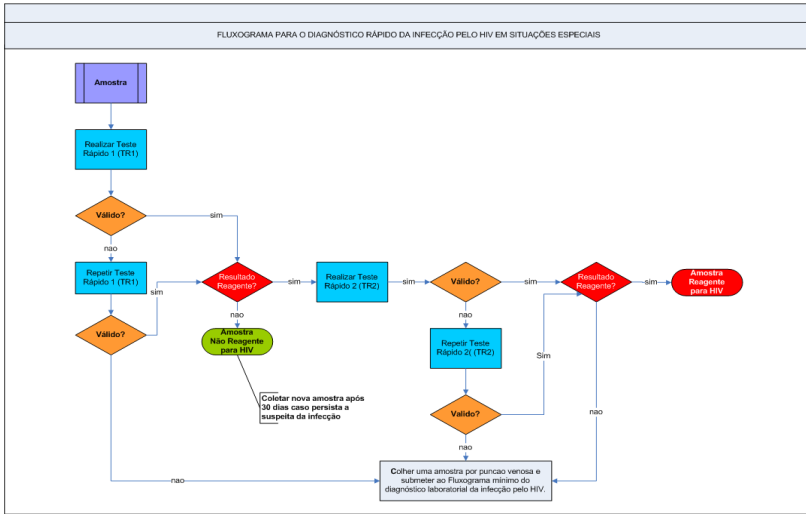 FLUXOGRAMA PARA O DIAGNÓSTICO RÁPIDO DA INFECÇÃO PELO HIV EM SITUAÇÕES ESPECIAIS
Amostra
Realizar Teste
Rápido 1 (TR1)
Válido?
sim
nao
Repetir Teste
Rápido 1 (TR1)
sim
Válido?
nao
Resultado
Reagente?
sim
nao
Amostra
Não Reagente
para HIV
Coletar nova amostra após
30 dias caso persista a
suspeita da infecção
Realizar Teste
Rápido 2 (TR2)
Válido?
sim
nao
Repetir Teste
Rápido 2( (TR2)
Valido?
Sim
nao
Resultado
Reagente?
sim
nao
Amostra
Reagente
para HIV
Colher uma amostra por puncao venosa e
submeter ao Fluxograma mínimo do
diagnóstico laboratorial da infecção pelo HIV.